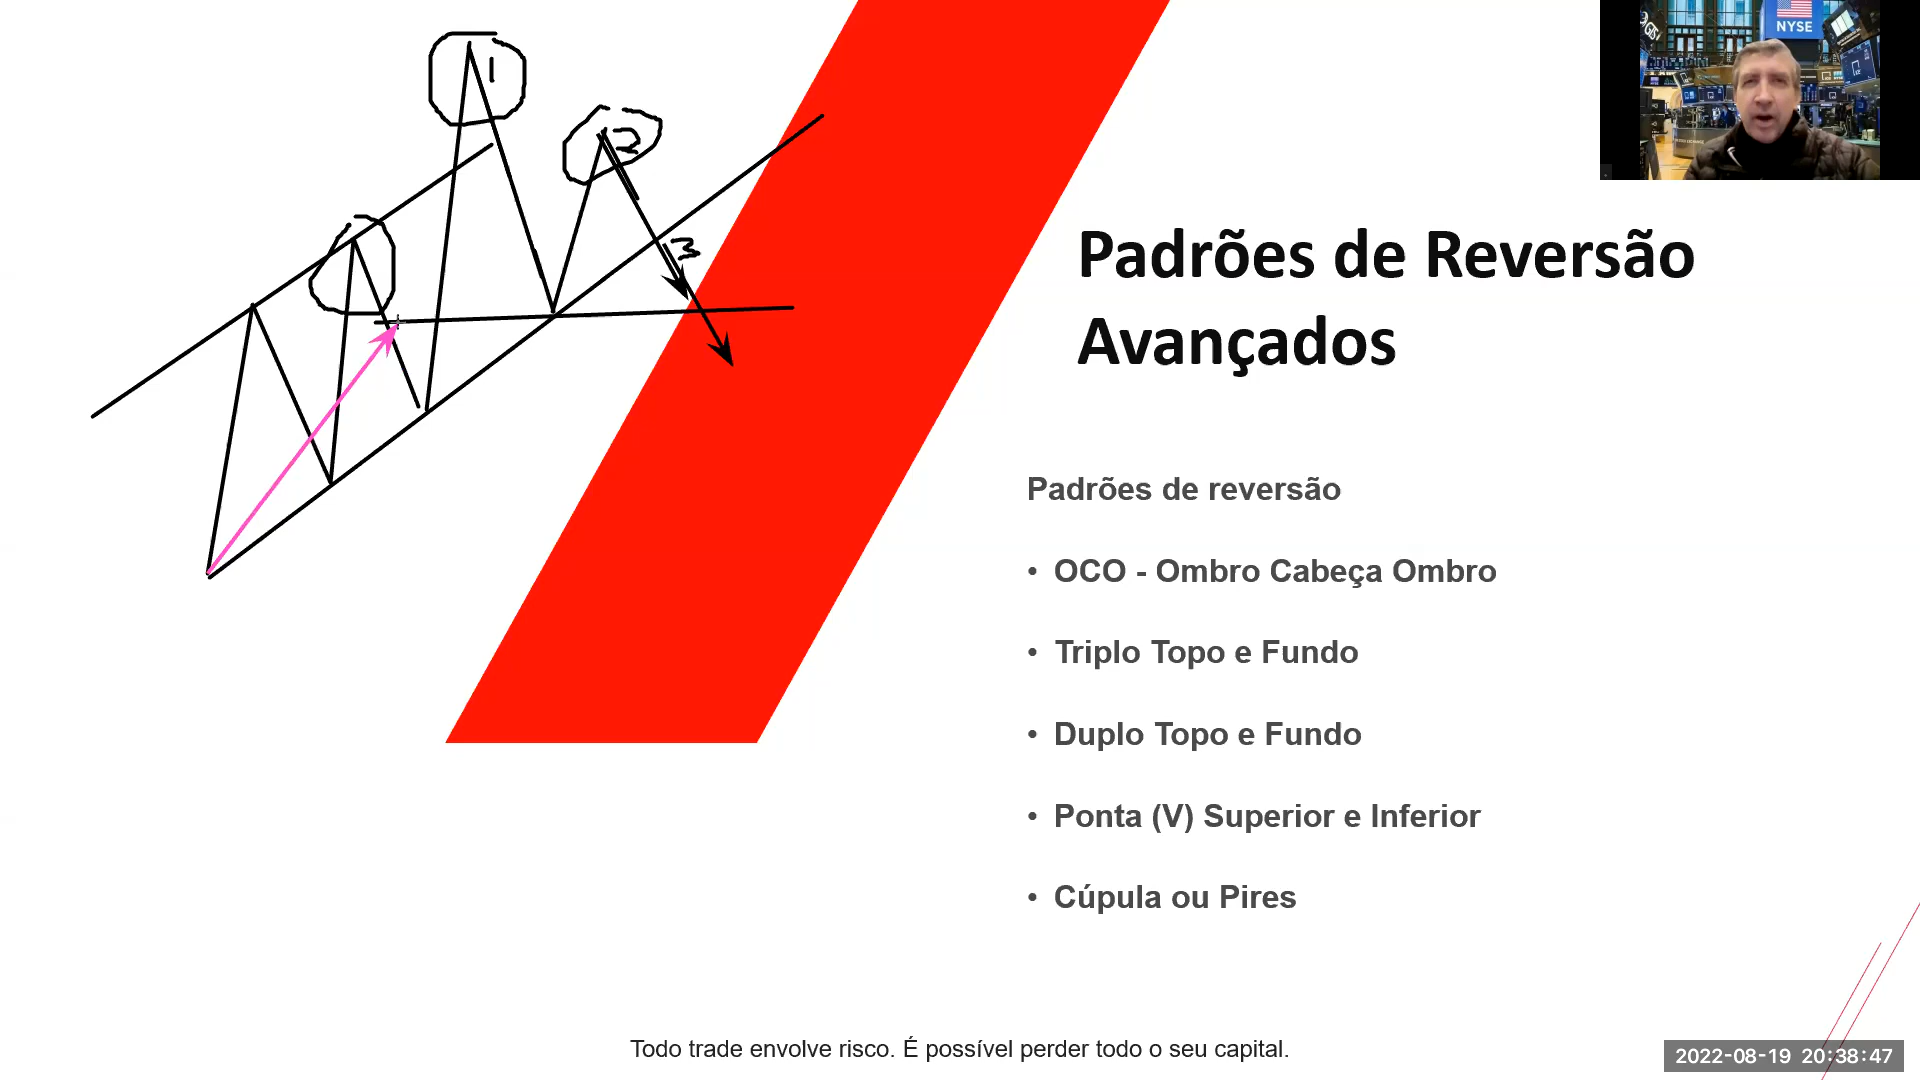 1
2
3
NYSE
Padrões de Reversão
Avançados
Padrões de reversão
• OCO - Ombro Cabeça Ombro
• Triplo Topo e Fundo
• Duplo Topo e Fundo
• Ponta (V) Superior e Inferior
• Cúpula ou Pires
Todo trade envolve risco. É possível perder todo o seu capital.
2022-08-19 20:38:47